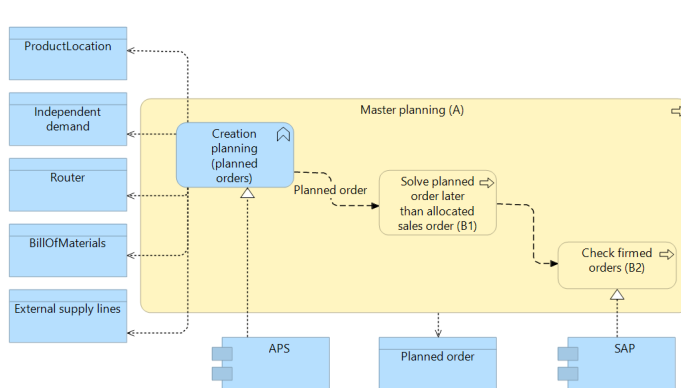 ProductLocation
Independent
demand
Router
BillOfMaterials
External supply lines
Master planning (A)
Creation
planning
(planned
orders)
Planned order
Solve planned
order later
than allocated
sales order (B1)
Check firmed
orders (B2)
APS
Planned order
SAP